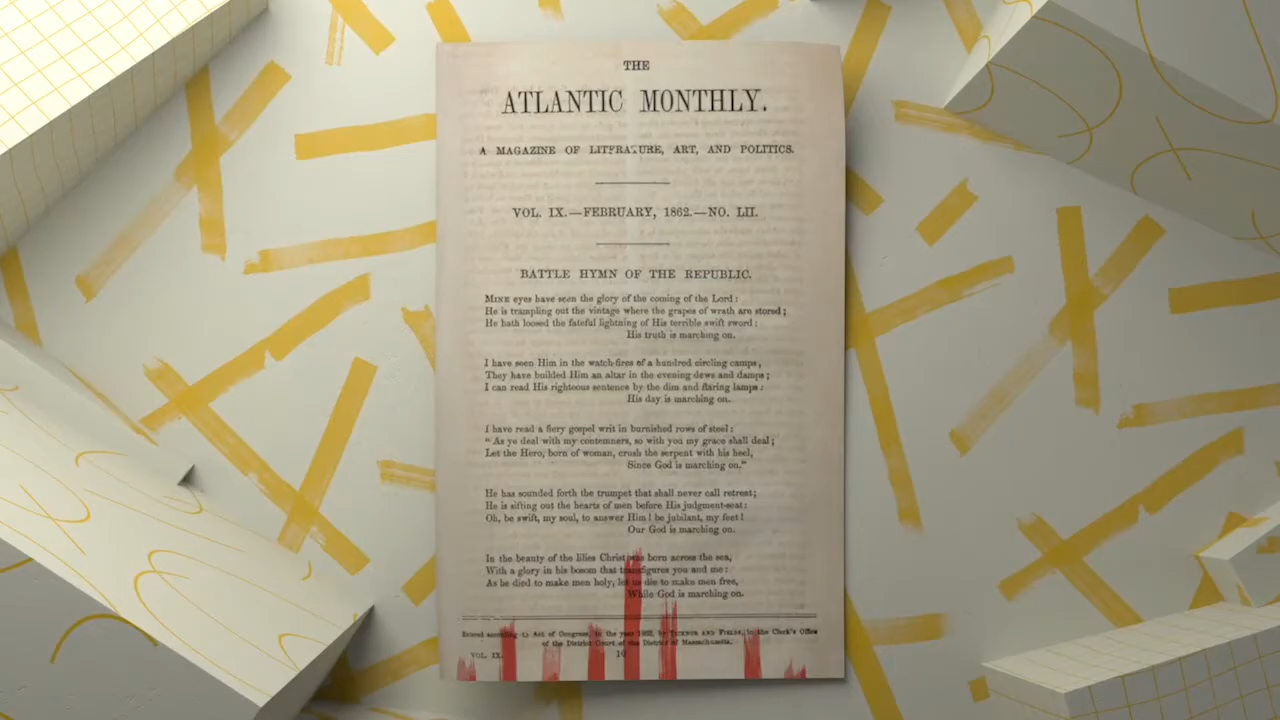 THE
ATLANTIC MONTHLY.
A MAGAZINE OF LITERATURE, ART, AND POLITICS.
VOL. IX.—FEBRUARY, 1862.—NO. LII.
BATTLE HYMN OF THE REPUBLIC.
MINE eyes have seen the glory of the coming of the Lord:
He is trampling out the vintage where the grapes of wrath are stored;
He hath loosed the fateful lightning of His terrible swift sword:
His truth is marching on.
I have seen Him in the watch-fires of a hundred circling camps,
They have builded Him an altar in the evening dews and damps;
I can read His righteous sentence by the dim and flaring lamps:
His day is marching on.
I have read a fiery gospel writ in burnished rows of steel:
"As ye deal with my contemners, so with you my grace shall deal;
Let the Hero, born of woman, crush the serpent with his heel,
Since God is marching on."
He has sounded forth the trumpet that shall never call retreat;
He is sifting out the hearts of men before His judgment-seat:
Oh, be swift, my soul, to answer Him! be jubilant, my feet!
Our God is marching on.
In the beauty of the lilies Christ was born across the sea,
With a glory in his bosom that transfigures you and me:
As he died to make men holy, let us die to make men free,
While God is marching on.
Entered according to Act of Congress, in the year 1862, by TICKNOR AND FIELDS, in the Clerk's Office
of the District Court of the District of Massachusetts.
VOL. IX. 10